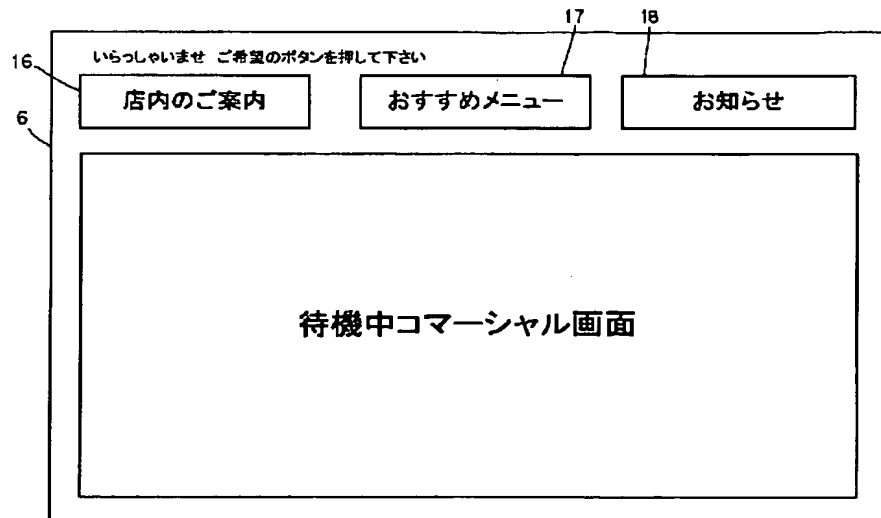 17 18
いらっしゃいませ ご希望のボタンを押して下さい
16
店内のご案内 おすすめメニュー お知らせ
6
待機中コマーシャル画面